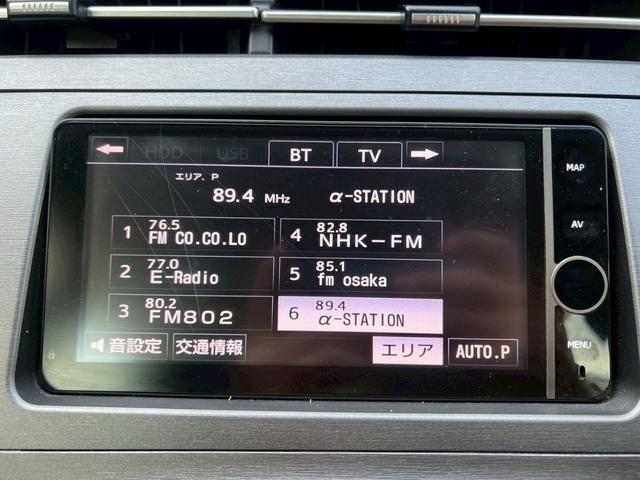 HDD USB BT TV
エリア. P
89.4 MHz α-STATION
1 76.5 FM CO.CO.LO
2 77.0 E-Radio
3 80.2 FM802
4 82.8 NHK-FM
5 85.1 fm osaka
6 89.4 α-STATION
音設定 交通情報 エリア AUTO.P
MAP
AV
MENU